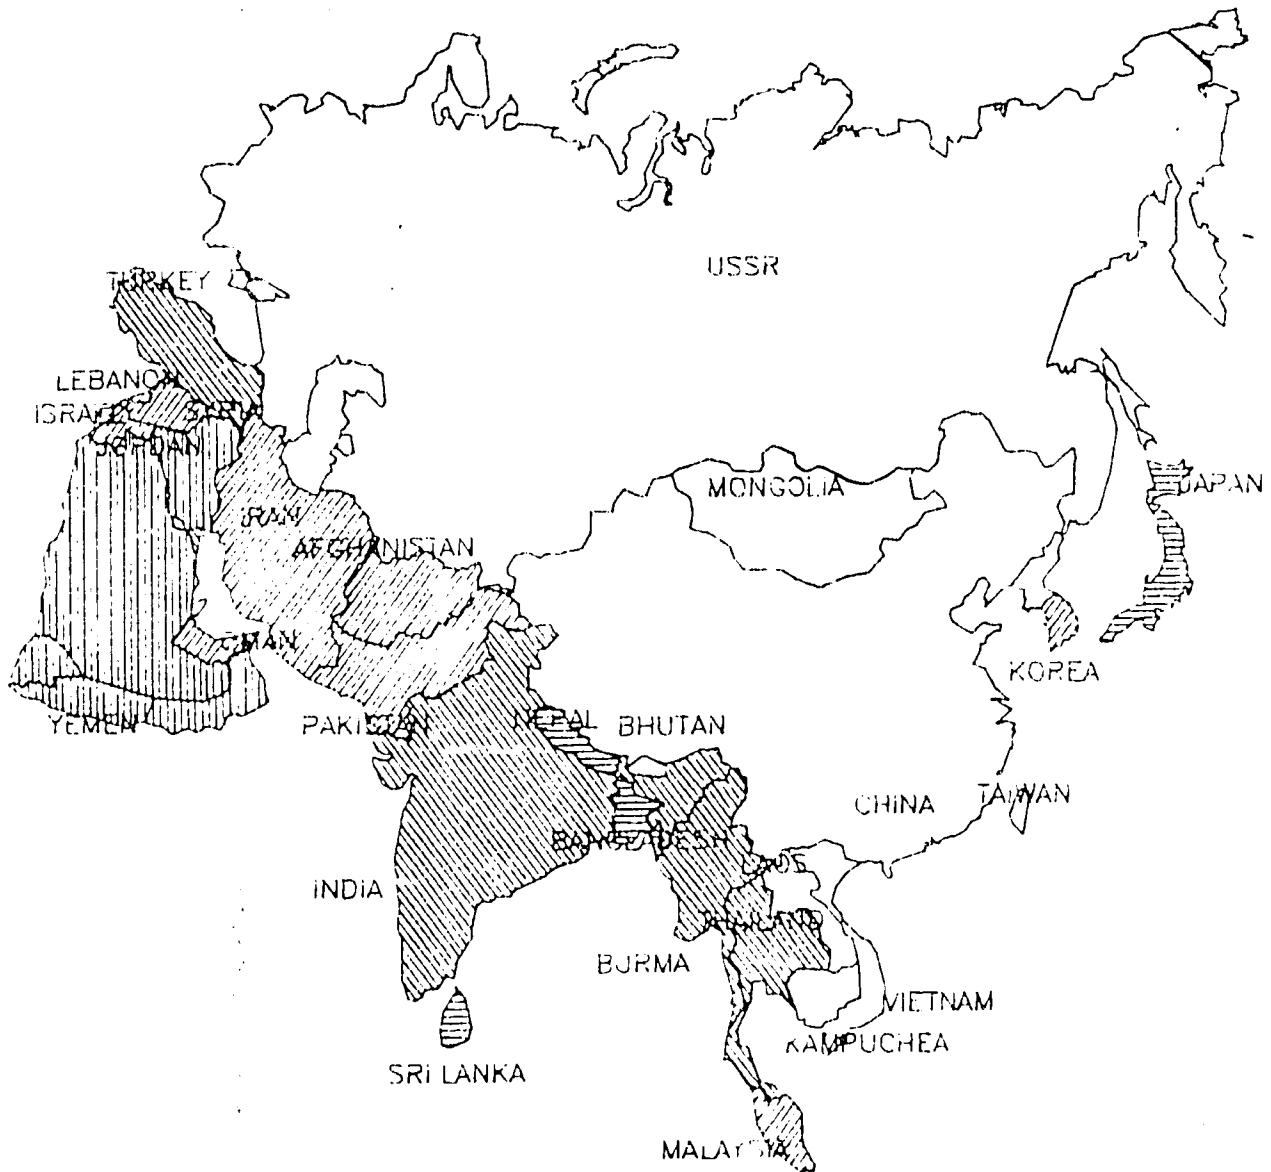 USSR
TURKEY
LEBANON
ISRAEL
JORDAN
MONGOLIA
JAPAN
IRAN
AFGHANISTAN
OMAN
KOREA
YEMEN
PAKISTAN
NEPAL
BHUTAN
CHINA
TAIWAN
BANGLADESH
LAOS
INDIA
THAILAND
BURMA
VIETNAM
KAMPUCHEA
SRI LANKA
MALAYSIA